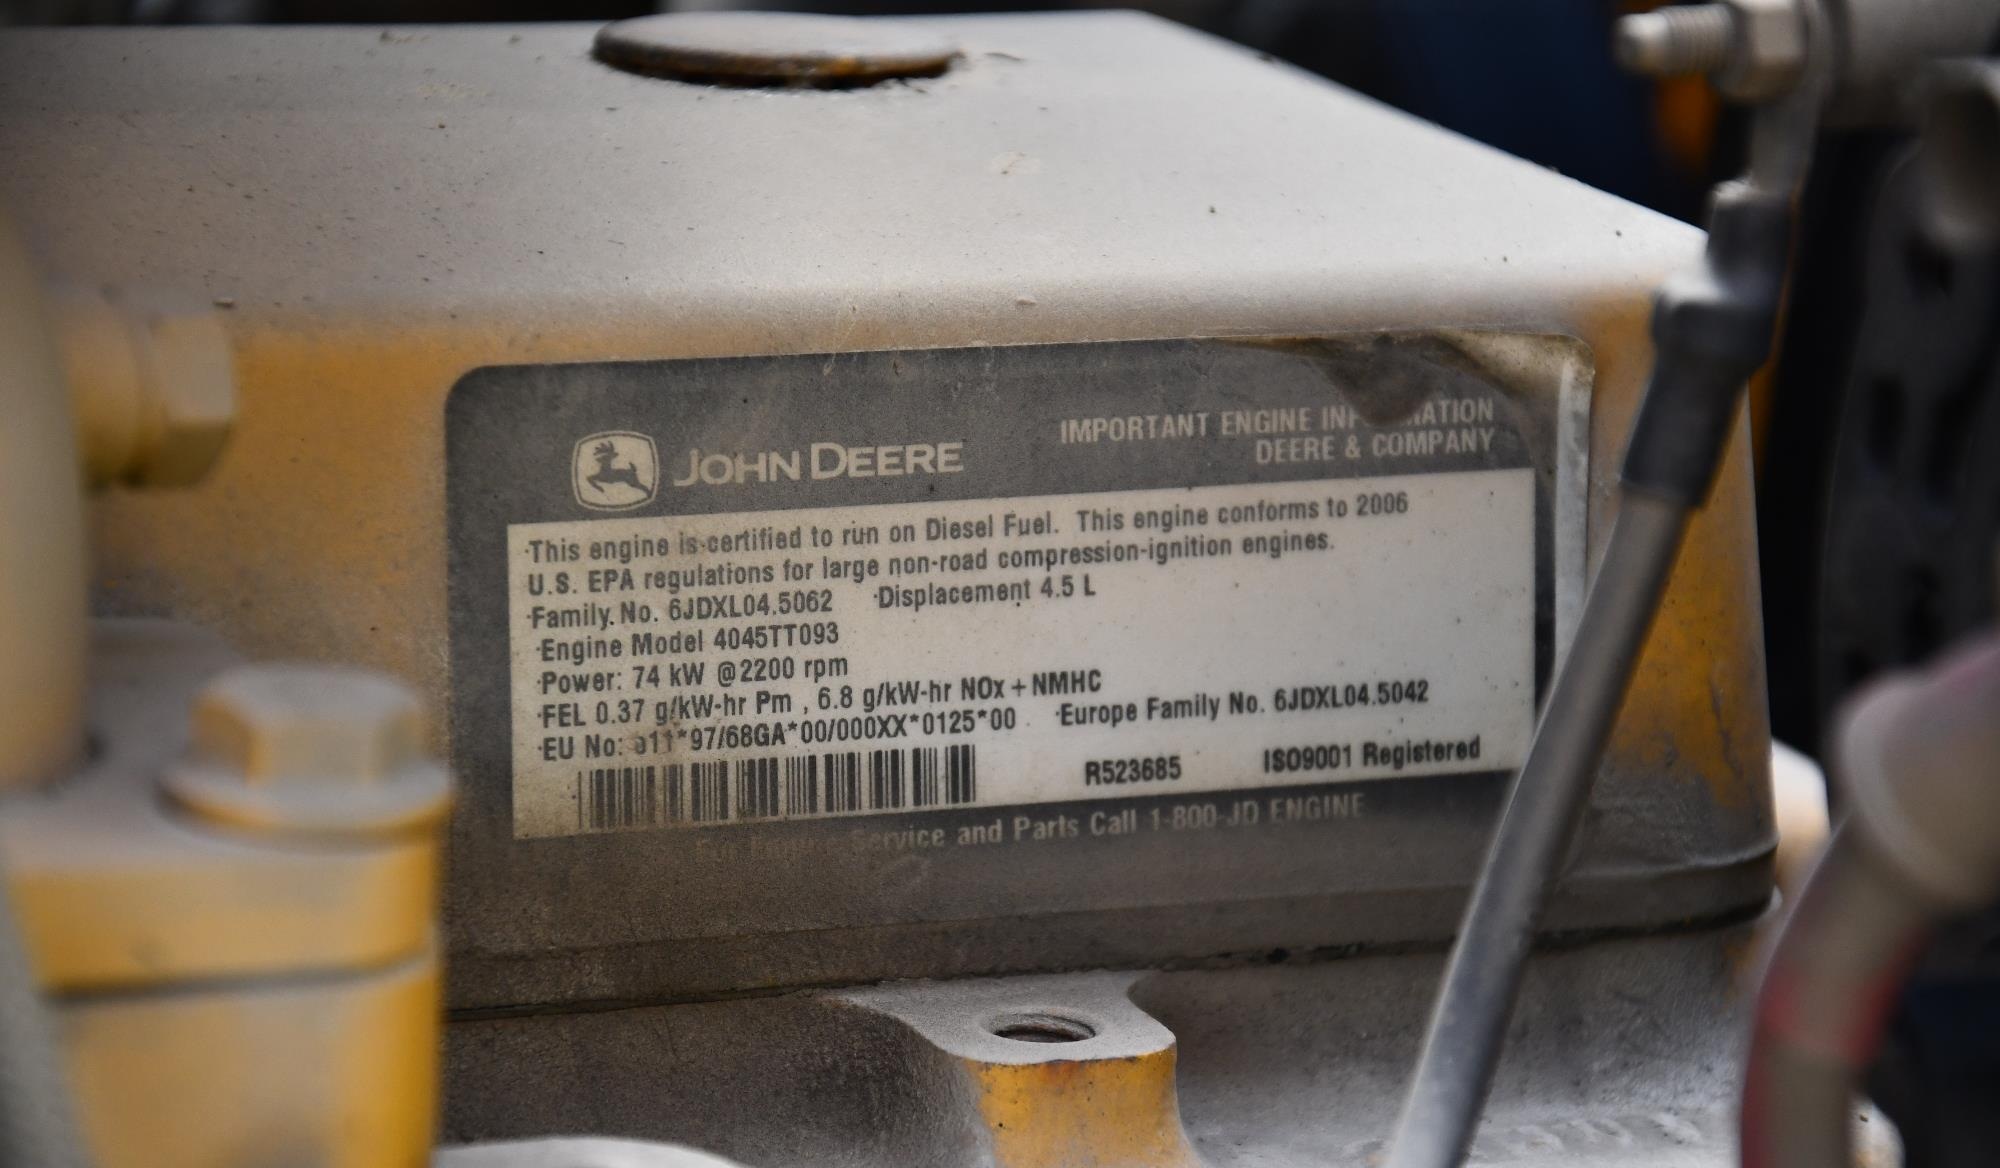 JOHN DEERE
IMPORTANT ENGINE
DEERE & COMPANY
·This engine is certified to run on Diesel Fuel. This engine conforms to 2006
U.S. EPA regulations for large non-road compression-ignition engines.
·Family. No. 6JDXL04.5062 ·Displacement 4.5 L
·Engine Model 4045TT093
·Power: 74 kW @2200 rpm
·FEL 0.37 g/kW-hr Pm , 6.8 g/kW-hr NOx + NMHC
·EU No: a11*97/68GA*00/000XX*0125*00 ·Europe Family No. 6JDXL04.5042
R523685 ISO9001 Registered
For Service and Parts Call 1-800-JD ENGINE